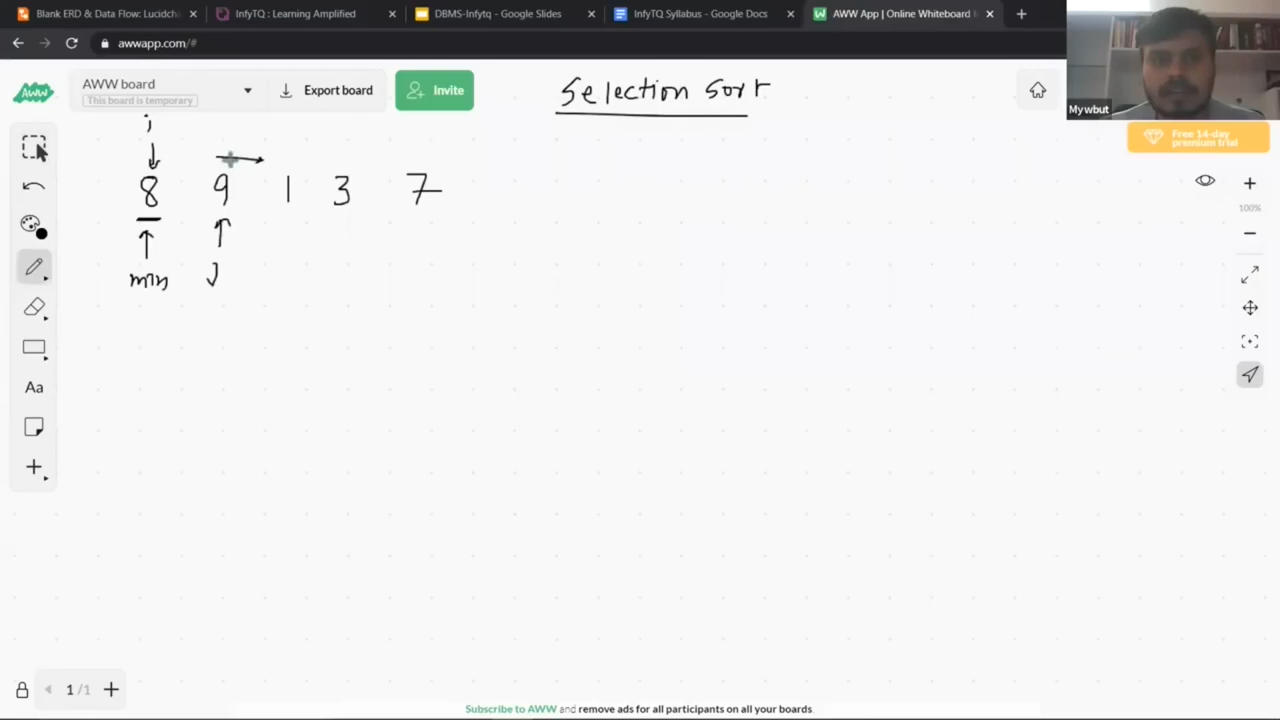 Blank ERD & Data Flow: Lucidcha
InfyTQ : Learning Amplified
DBMS-Infytq - Google Slides
InfyTQ Syllabus - Google Docs
AWW App | Online Whiteboard
awwapp.com/#
AWW
AWW board
This board is temporary
Export board
Invite
Selection Sort
Mywbut
Free 14-day
premium trial
i
8 9 1 3 7
min j
100%
Aa
1/1
Subscribe to AWW and remove ads for all participants on all your boards.